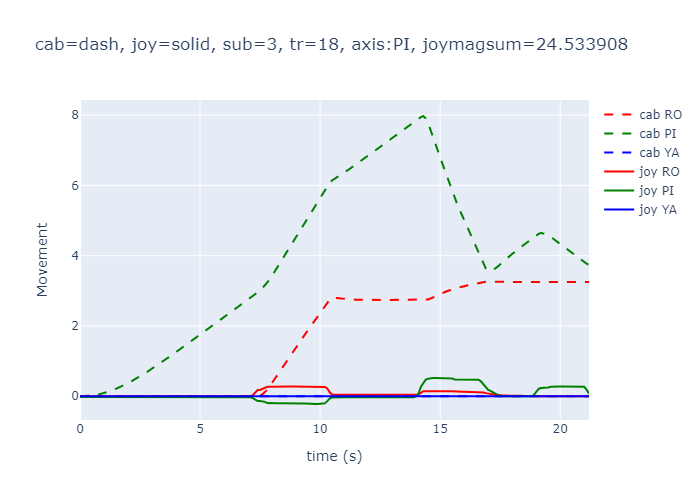 cab=dash, joy=solid, sub=3, tr=18, axis:PI, joymagsum=24.533908
8
6
4
2
0
Movement
0 5 10 15 20
time (s)
cab RO
cab PI
cab YA
joy RO
joy PI
joy YA